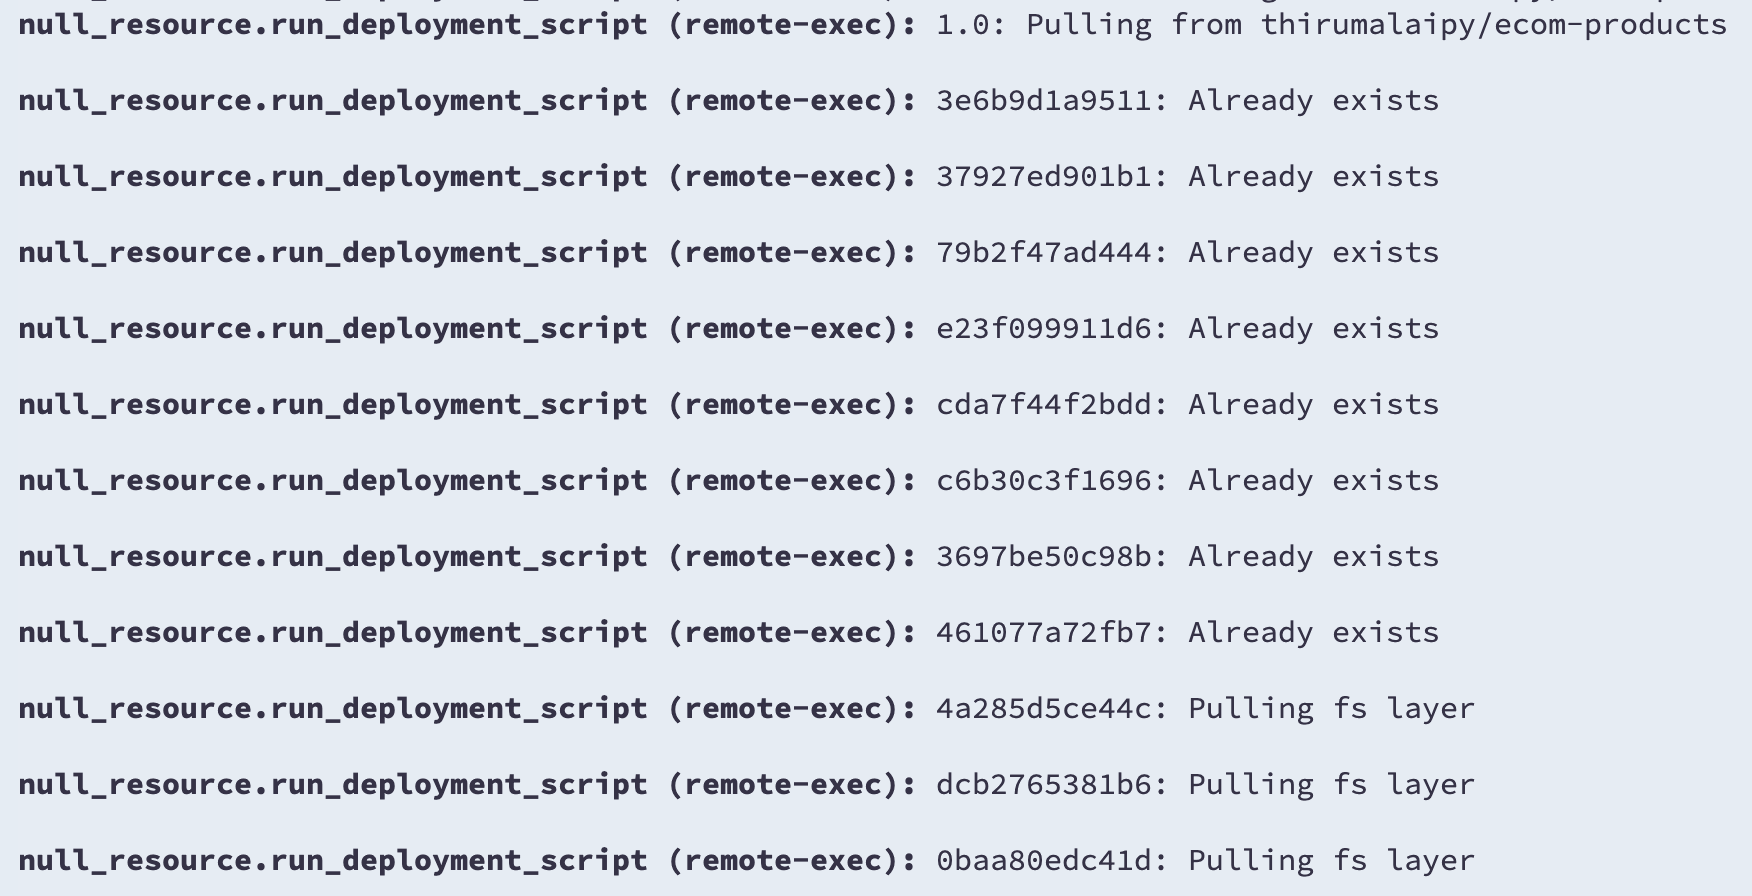 null_resource.run_deployment_script (remote-exec): 1.0: Pulling from thirumalaipy/ecom-products
null_resource.run_deployment_script (remote-exec): 3e6b9d1a9511: Already exists
null_resource.run_deployment_script (remote-exec): 37927ed901b1: Already exists
null_resource.run_deployment_script (remote-exec): 79b2f47ad444: Already exists
null_resource.run_deployment_script (remote-exec): e23f099911d6: Already exists
null_resource.run_deployment_script (remote-exec): cda7f44f2bdd: Already exists
null_resource.run_deployment_script (remote-exec): c6b30c3f1696: Already exists
null_resource.run_deployment_script (remote-exec): 3697be50c98b: Already exists
null_resource.run_deployment_script (remote-exec): 461077a72fb7: Already exists
null_resource.run_deployment_script (remote-exec): 4a285d5ce44c: Pulling fs layer
null_resource.run_deployment_script (remote-exec): dcb2765381b6: Pulling fs layer
null_resource.run_deployment_script (remote-exec): 0baa80edc41d: Pulling fs layer